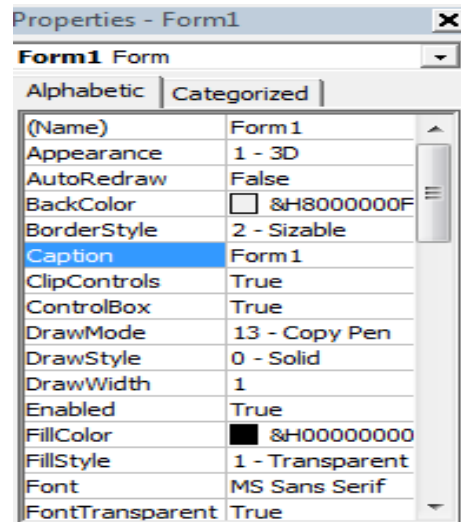 Properties - Form1
Form1 Form
Alphabetic Categorized
(Name) Form1
Appearance 1 - 3D
AutoRedraw False
BackColor &H8000000F
BorderStyle 2 - Sizable
Caption Form1
ClipControls True
ControlBox True
DrawMode 13 - Copy Pen
DrawStyle 0 - Solid
DrawWidth 1
Enabled True
FillColor &H00000000
FillStyle 1 - Transparent
Font MS Sans Serif
FontTransparent True